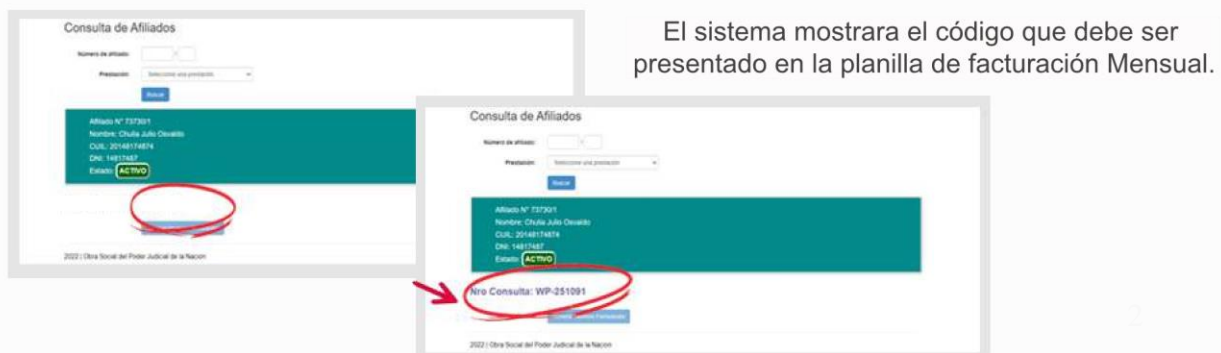 El sistema mostrara el código que debe ser
presentado en la planilla de facturación Mensual.
Consulta de Afiliados
Número de afiliado:
Prestación: Seleccione una prestación
Buscar
Afiliado N° 73730/1
Nombre: Chulia Julio Osvaldo
CUIL: 20148174874
DNI: 14817487
Estado: ACTIVO
2022 | Obra Social del Poder Judicial de la Nacion
Consulta de Afiliados
Número de afiliado:
Prestación: Seleccione una prestación
Buscar
Afiliado N° 73730/1
Nombre: Chulia Julio Osvaldo
CUIL: 20148174874
DNI: 14817487
Estado: ACTIVO
Nro Consulta: WP-251091
2022 | Obra Social del Poder Judicial de la Nacion
2